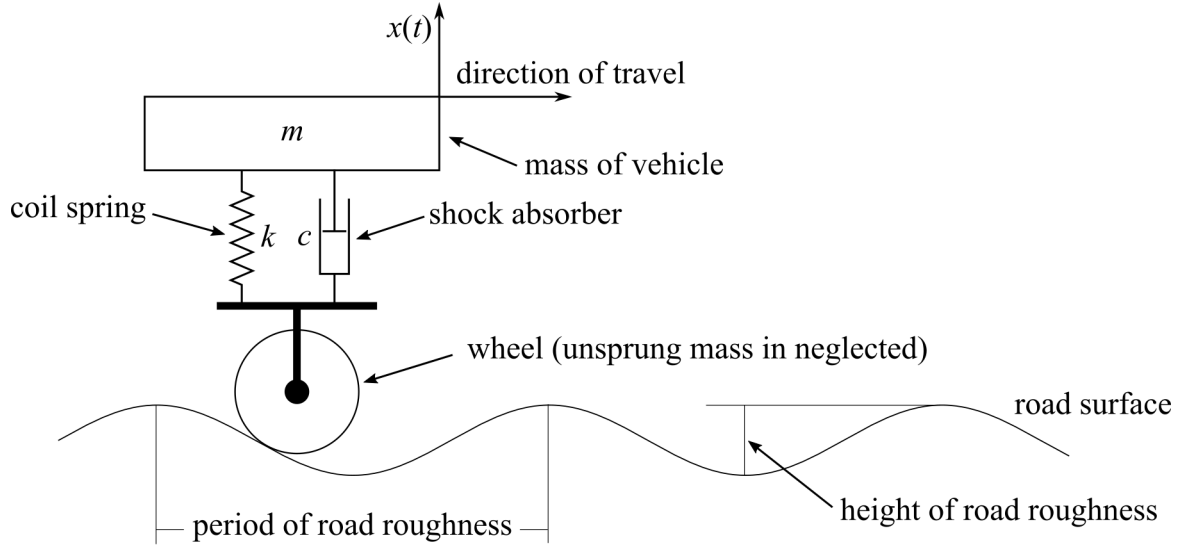 x(t)
direction of travel
m
mass of vehicle
coil spring
k
c
shock absorber
wheel (unsprung mass in neglected)
road surface
period of road roughness
height of road roughness